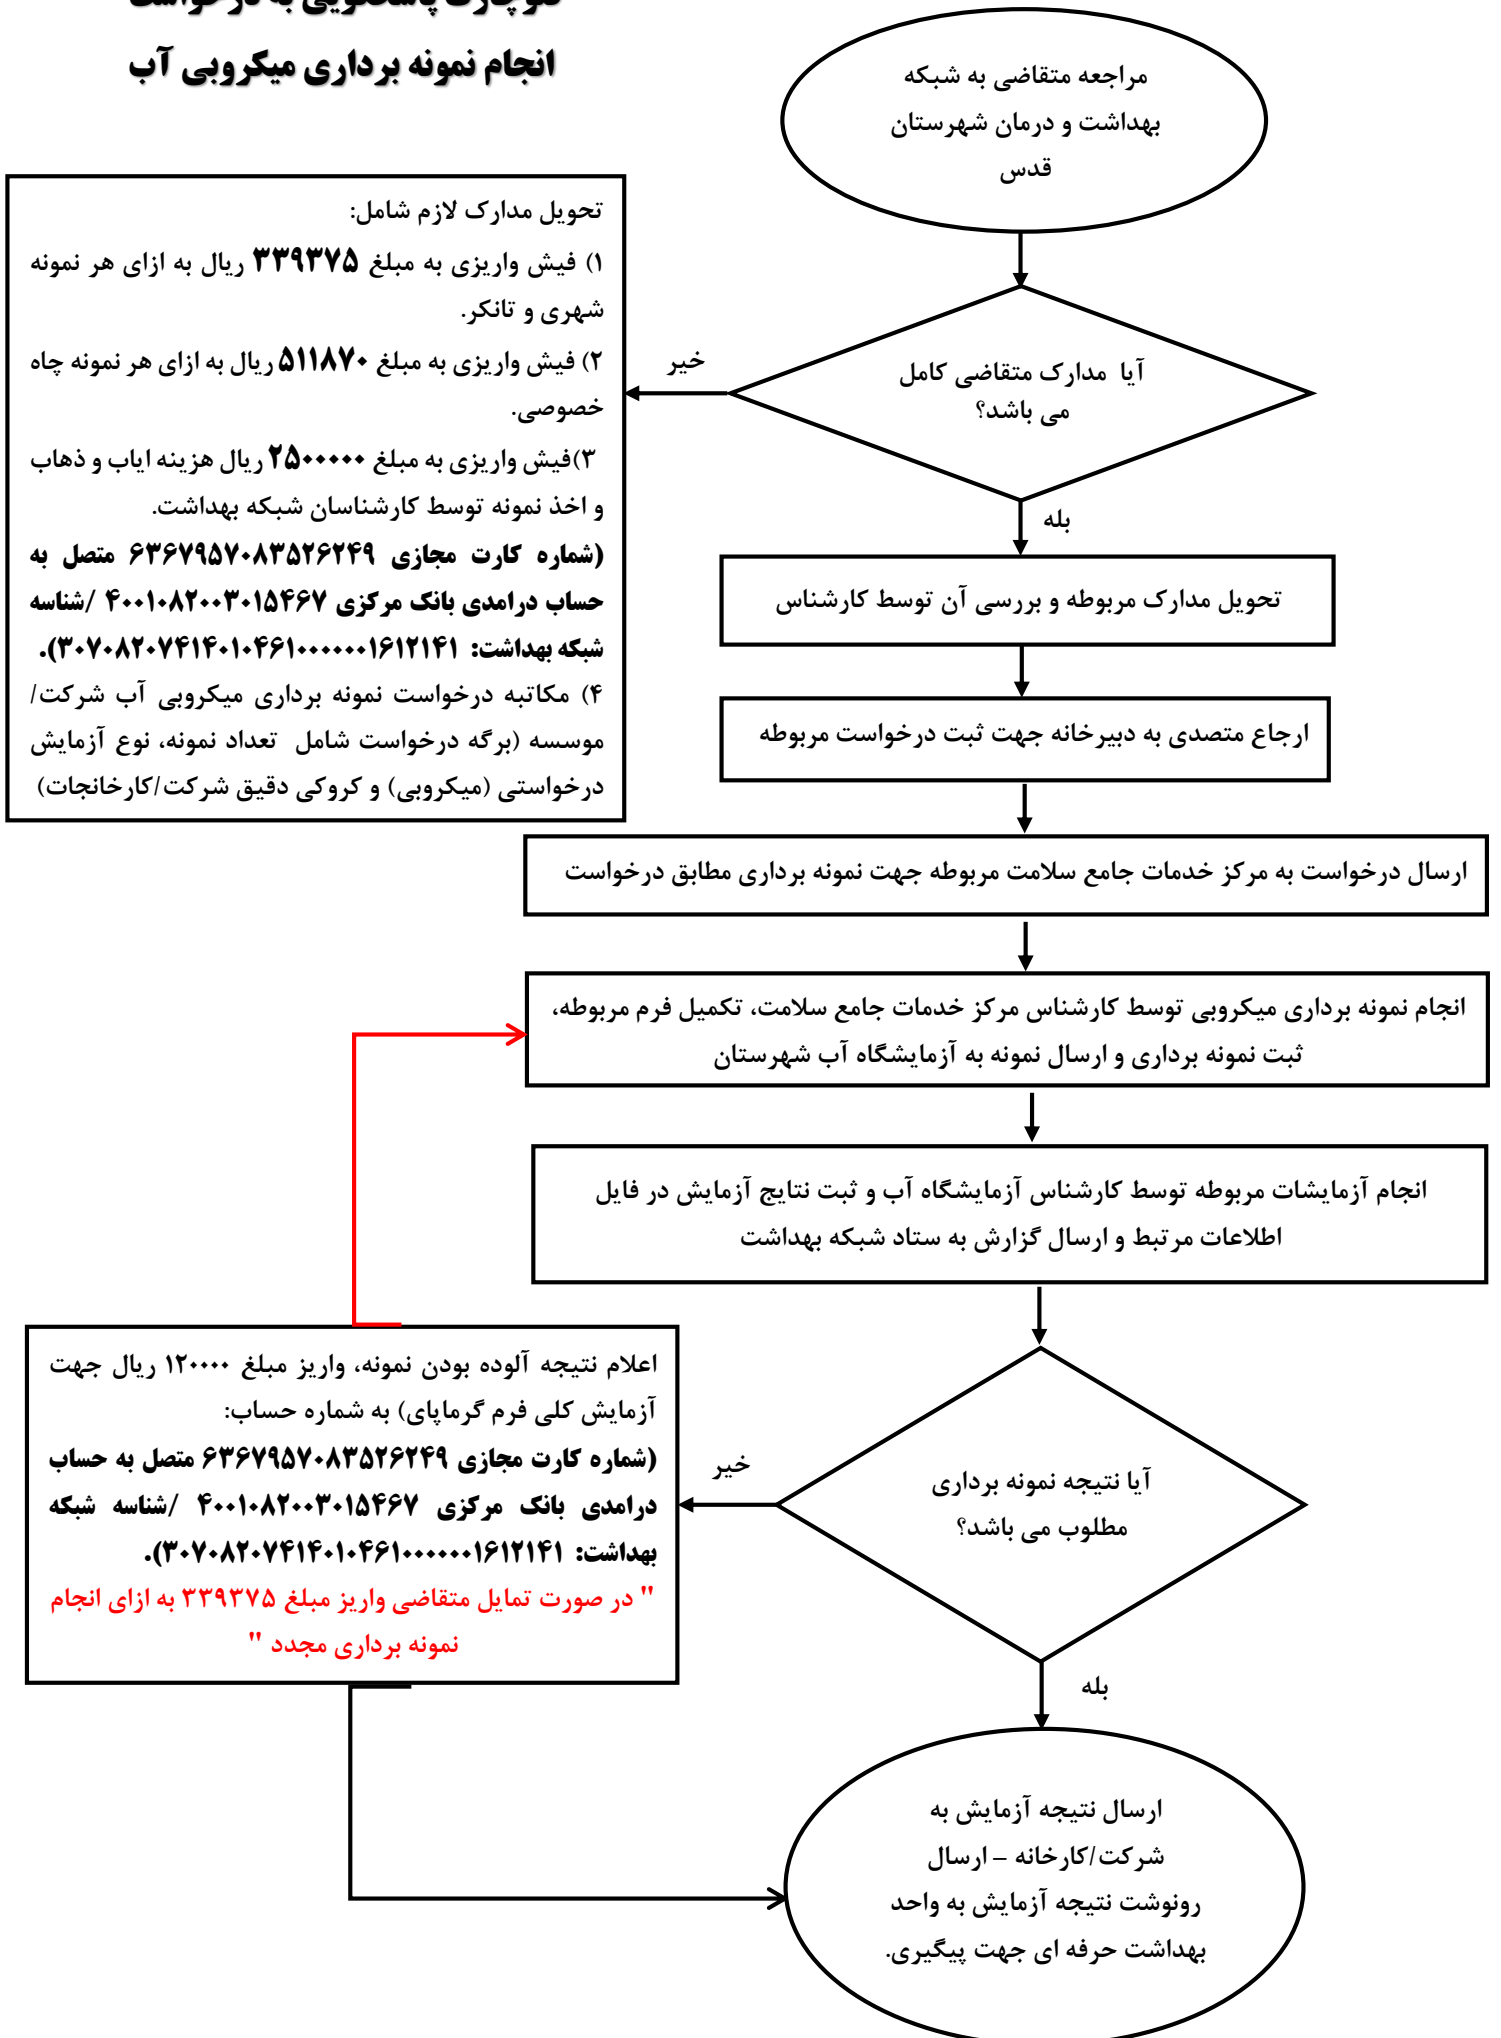 فلوچارت پاسخگویی به درخواست
انجام نمونه برداری میکروبی آب
مراجعه متقاضی به شبکه
بهداشت و درمان شهرستان
قدس
تحویل مدارک لازم شامل:
۱) فیش واریزی به مبلغ ۳۳۹۳۷۵ ریال به ازای هر نمونه
شهری و تانکر.
۲) فیش واریزی به مبلغ ۵۱۱۸۷۰ ریال به ازای هر نمونه چاه
خصوصی.
۳)فیش واریزی به مبلغ ۲۵۰۰۰۰۰ ریال هزینه ایاب و ذهاب
و اخذ نمونه توسط کارشناسان شبکه بهداشت.
(شماره کارت مجازی ۶۳۶۷۹۵۷۰۸۳۵۲۶۲۴۹ متصل به
حساب درامدی بانک مرکزی ۴۰۰۱۰۸۲۰۰۳۰۱۵۴۶۷ /شناسه
شبکه بهداشت: ۳۰۷۰۸۲۰۷۴۱۴۰۱۰۴۶۱۰۰۰۰۰۰۱۶۱۲۱۴۱).
۴) مکاتبه درخواست نمونه برداری میکروبی آب شرکت/
موسسه (برگه درخواست شامل تعداد نمونه، نوع آزمایش
درخواستی (میکروبی) و کروکی دقیق شرکت/کارخانجات)
خیر
آیا مدارک متقاضی کامل
می باشد؟
بله
تحویل مدارک مربوطه و بررسی آن توسط کارشناس
ارجاع متصدی به دبیرخانه جهت ثبت درخواست مربوطه
ارسال درخواست به مرکز خدمات جامع سلامت مربوطه جهت نمونه برداری مطابق درخواست
انجام نمونه برداری میکروبی توسط کارشناس مرکز خدمات جامع سلامت، تکمیل فرم مربوطه،
ثبت نمونه برداری و ارسال نمونه به آزمایشگاه آب شهرستان
انجام آزمایشات مربوطه توسط کارشناس آزمایشگاه آب و ثبت نتایج آزمایش در فایل
اطلاعات مرتبط و ارسال گزارش به ستاد شبکه بهداشت
اعلام نتیجه آلوده بودن نمونه، واریز مبلغ ۱۲۰۰۰۰ ریال جهت
آزمایش کلی فرم گرماپای) به شماره حساب:
(شماره کارت مجازی ۶۳۶۷۹۵۷۰۸۳۵۲۶۲۴۹ متصل به حساب
درامدی بانک مرکزی ۴۰۰۱۰۸۲۰۰۳۰۱۵۴۶۷ /شناسه شبکه
بهداشت: ۳۰۷۰۸۲۰۷۴۱۴۰۱۰۴۶۱۰۰۰۰۰۰۱۶۱۲۱۴۱).
" در صورت تمایل متقاضی واریز مبلغ ۳۳۹۳۷۵ به ازای انجام
نمونه برداری مجدد "
خیر
آیا نتیجه نمونه برداری
مطلوب می باشد؟
بله
ارسال نتیجه آزمایش به
شرکت/کارخانه – ارسال
رونوشت نتیجه آزمایش به واحد
بهداشت حرفه ای جهت پیگیری.